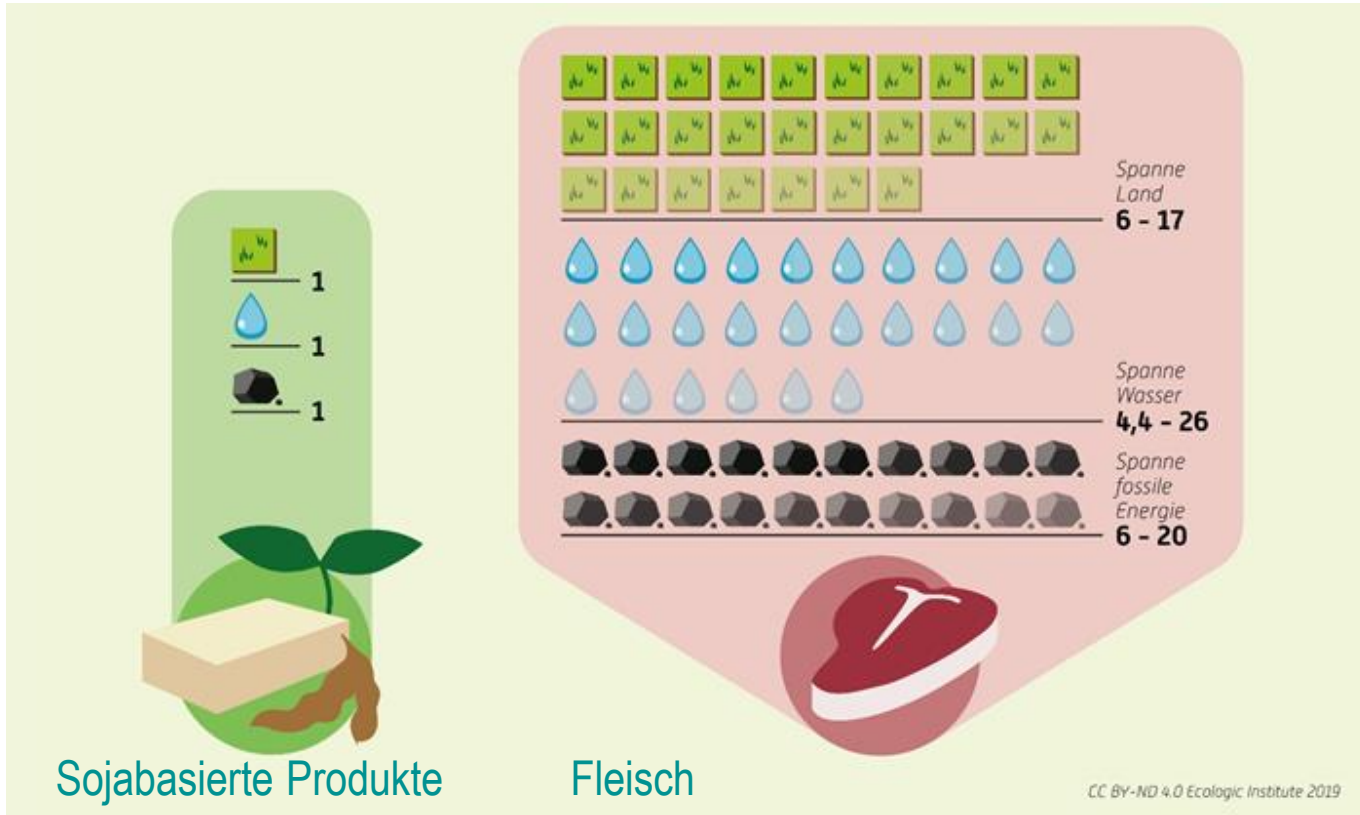 Spanne
Land
6 - 17
1
1
1
Spanne
Wasser
4,4 - 26
Spanne
fossile
Energie
6 - 20
Sojabasierte Produkte
Fleisch
CC BY-ND 4.0 Ecologic Institute 2019